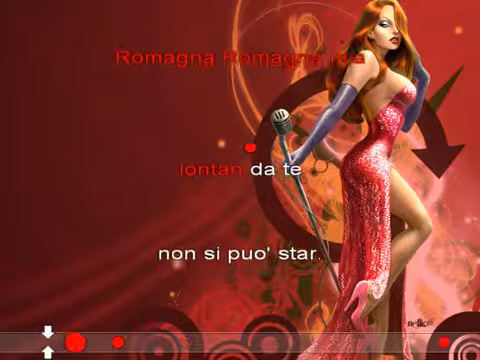 Romagna Romagna mia
lontan da te
non si puo' star.